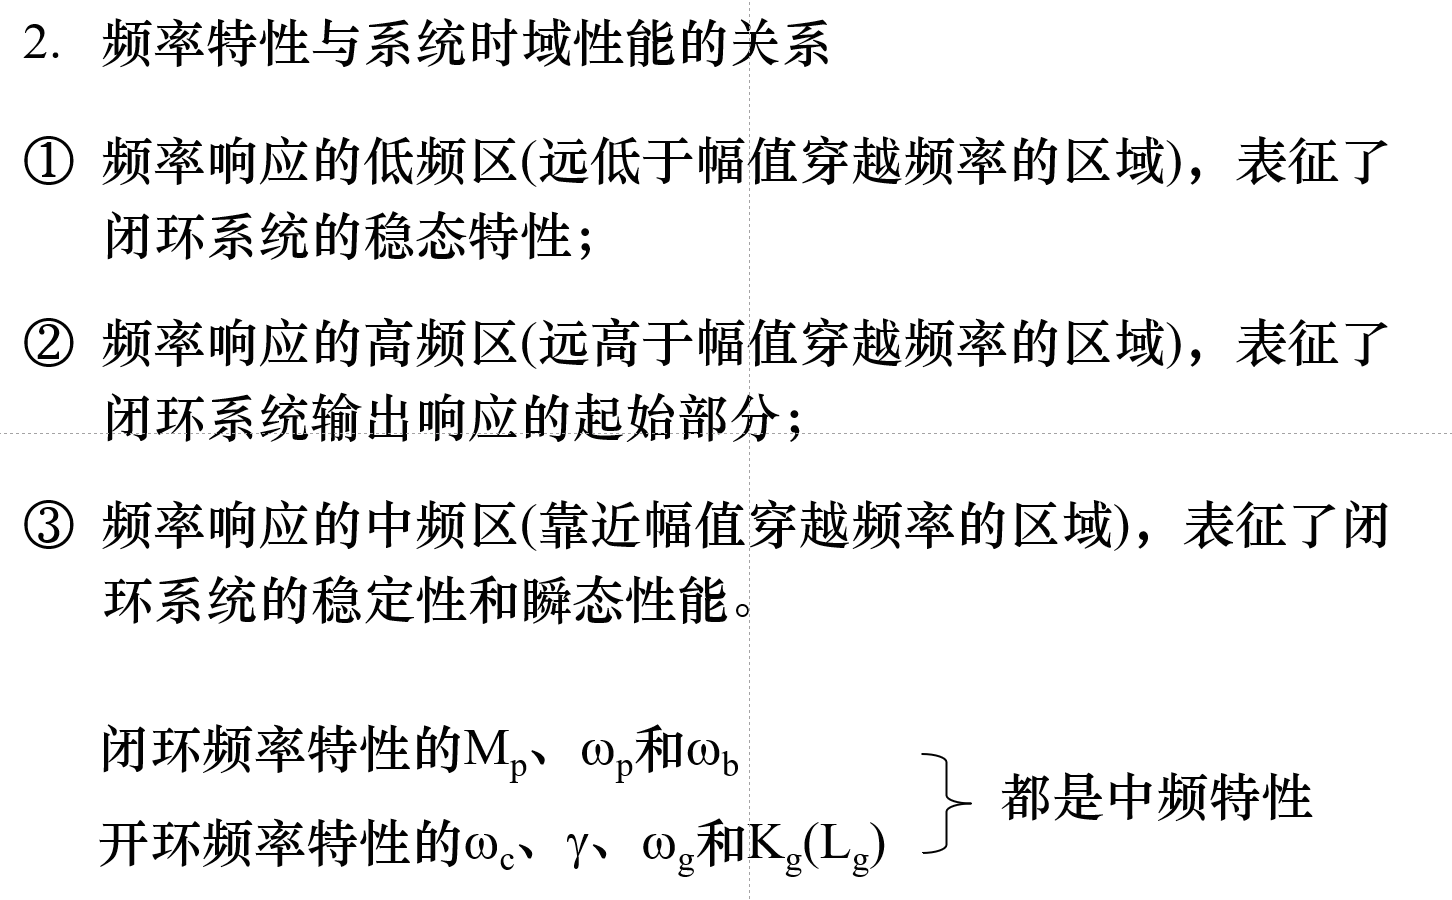 2. 频率特性与系统时域性能的关系
① 频率响应的低频区(远低于幅值穿越频率的区域)，表征了
闭环系统的稳态特性；
② 频率响应的高频区(远高于幅值穿越频率的区域)，表征了
闭环系统输出响应的起始部分；
③ 频率响应的中频区(靠近幅值穿越频率的区域)，表征了闭
环系统的稳定性和瞬态性能。
闭环频率特性的Mp、ωp和ωb
开环频率特性的ωc、γ、ωg和Kg(Lg)
都是中频特性